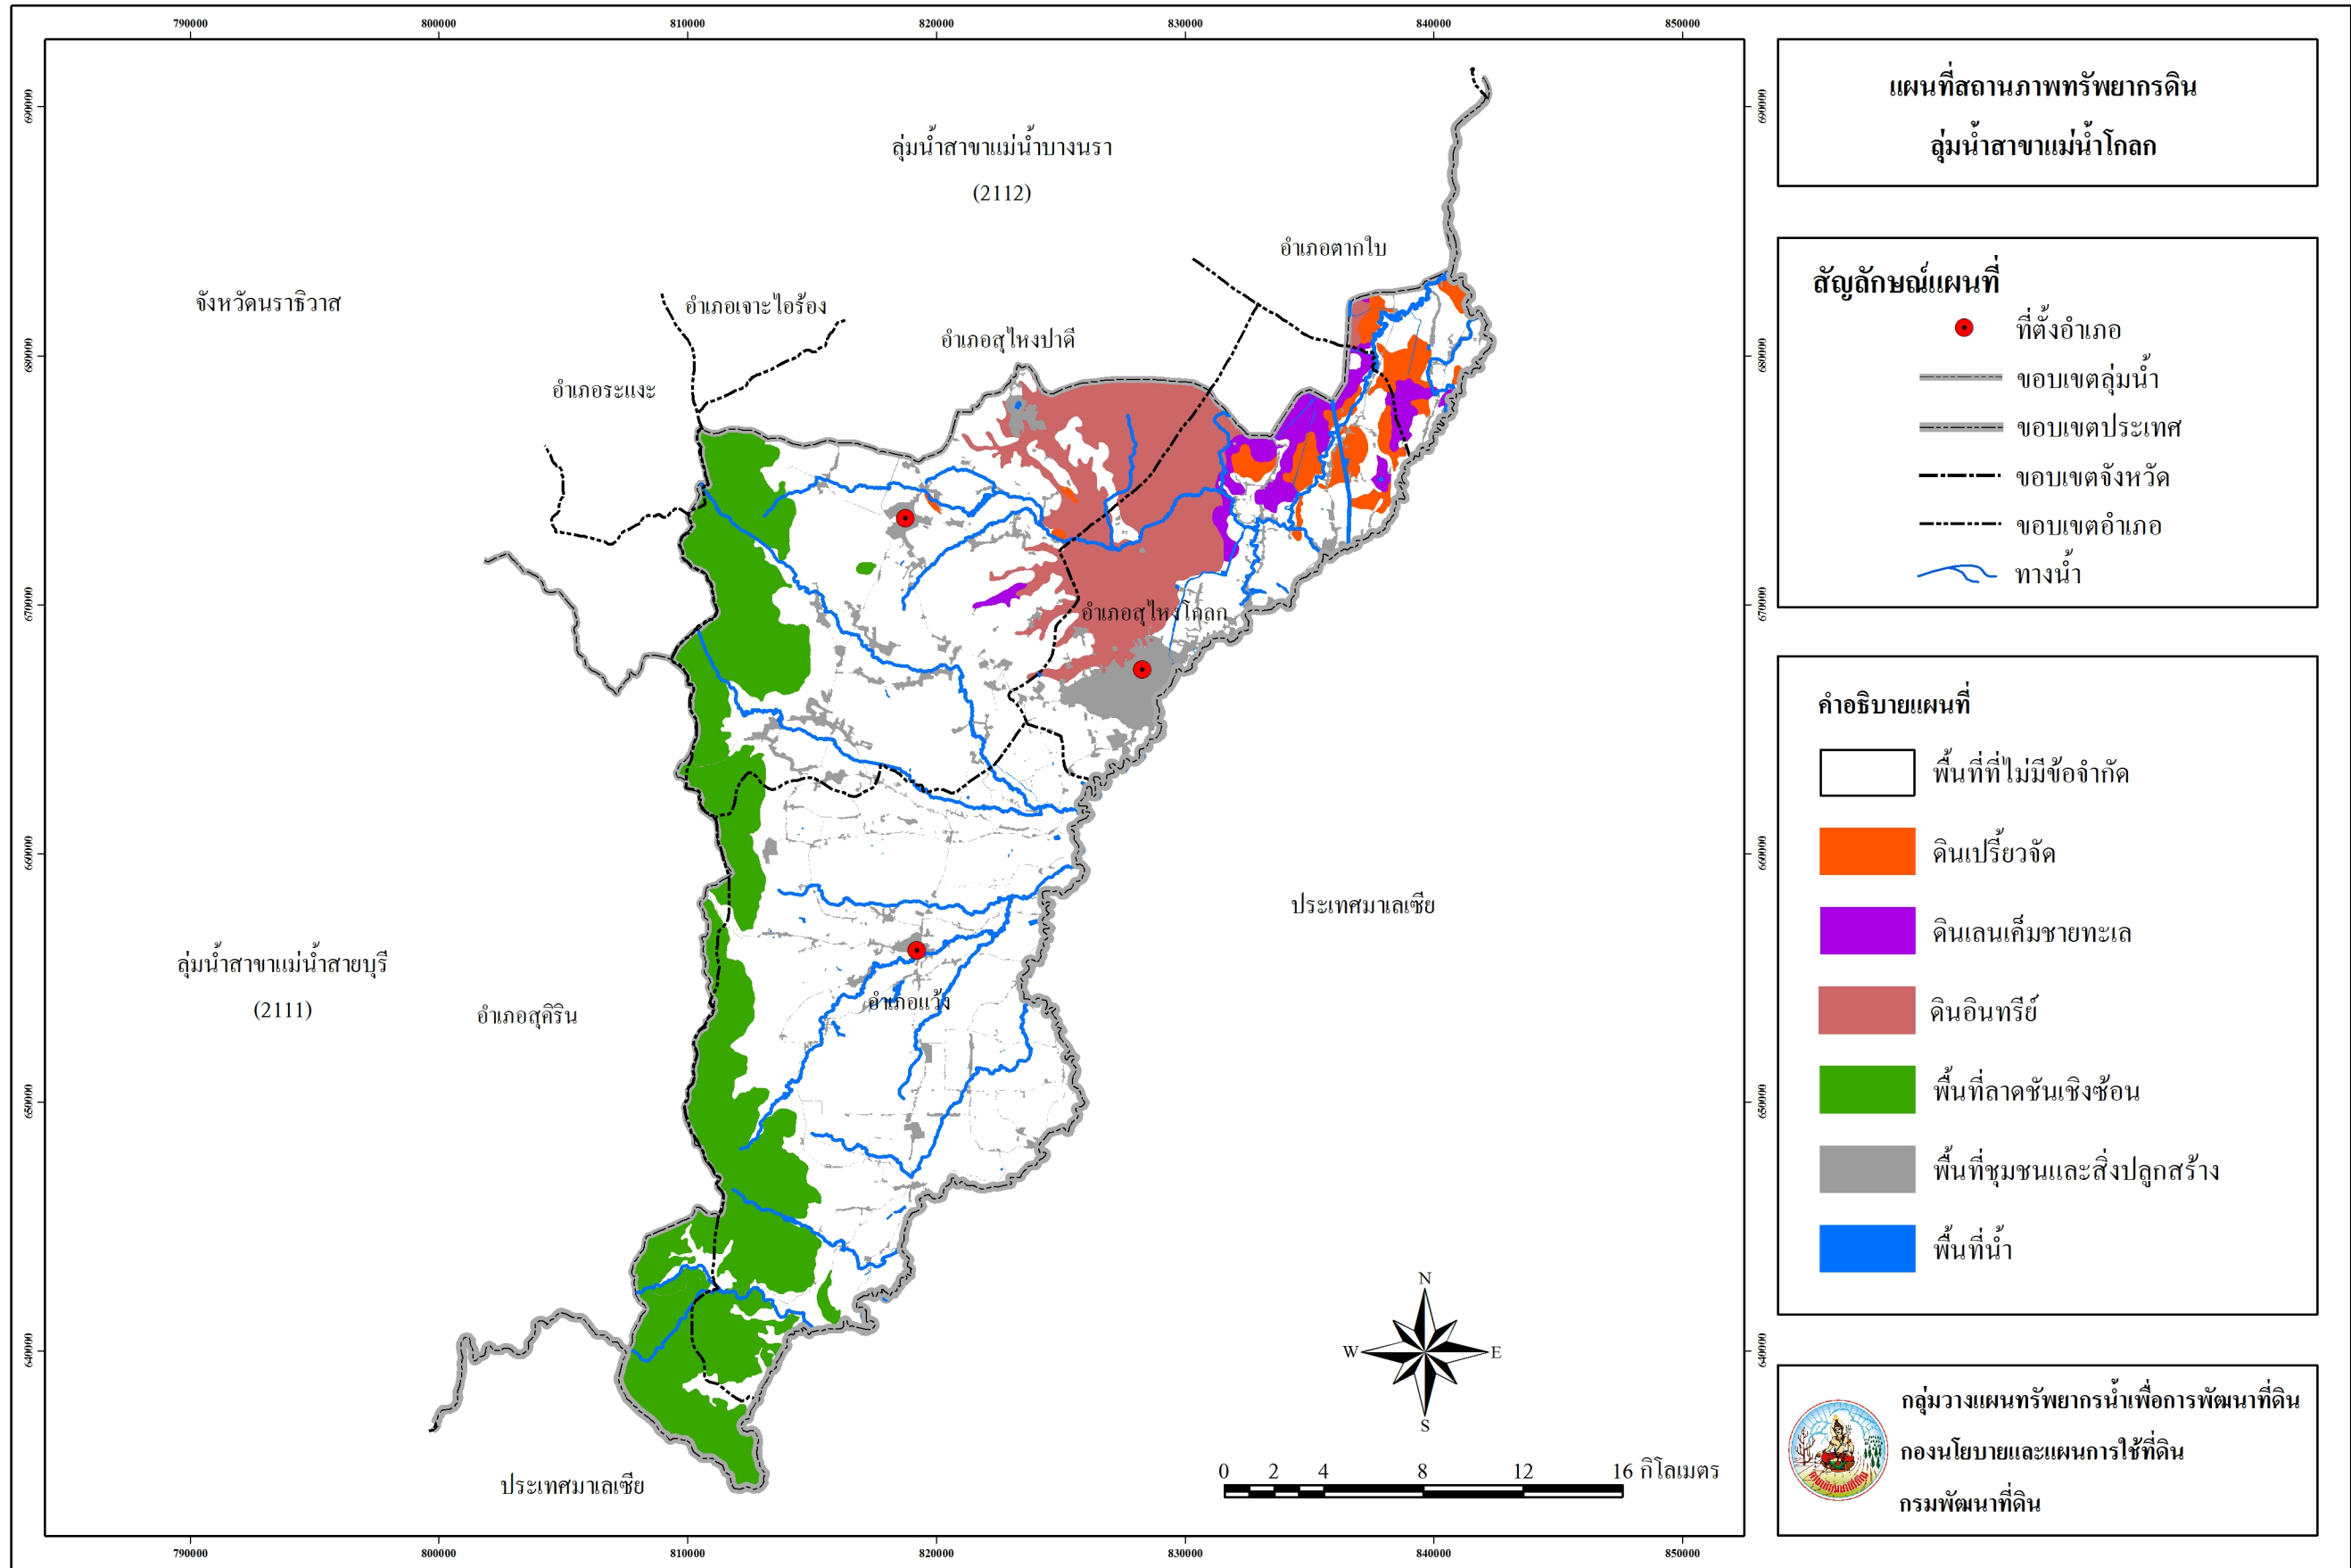 790000 800000 810000 820000 830000 840000 850000
แผนที่สถานภาพทรัพยากรดิน
ลุ่มน้ำสาขาแม่น้ำโกลก
690000 690000
ลุ่มน้ำสาขาแม่น้ำบางนรา
(2112)
อำเภอตากใบ
จังหวัดนราธิวาส
อำเภอเจาะไอร้อง
อำเภอสุไหงปาดี
อำเภอระแงะ
680000 680000
สัญลักษณ์แผนที่
ที่ตั้งอำเภอ
ขอบเขตลุ่มน้ำ
ขอบเขตประเทศ
ขอบเขตจังหวัด
ขอบเขตอำเภอ
ทางน้ำ
670000 670000
อำเภอสุไหงโกลก
คำอธิบายแผนที่
พื้นที่ที่ไม่มีข้อจำกัด
ดินเปรี้ยวจัด
ดินเลนเค็มชายทะเล
ดินอินทรีย์
พื้นที่ลาดชันเชิงซ้อน
พื้นที่ชุมชนและสิ่งปลูกสร้าง
พื้นที่น้ำ
660000 660000
ประเทศมาเลเซีย
ลุ่มน้ำสาขาแม่น้ำสายบุรี
(2111)
อำเภอสุคิริน
อำเภอแว้ง
650000 650000
N
W E
S
640000 640000
0 2 4 8 12 16 กิโลเมตร
ประเทศมาเลเซีย
กลุ่มวางแผนทรัพยากรน้ำเพื่อการพัฒนาที่ดิน
กองนโยบายและแผนการใช้ที่ดิน
กรมพัฒนาที่ดิน
790000 800000 810000 820000 830000 840000 850000